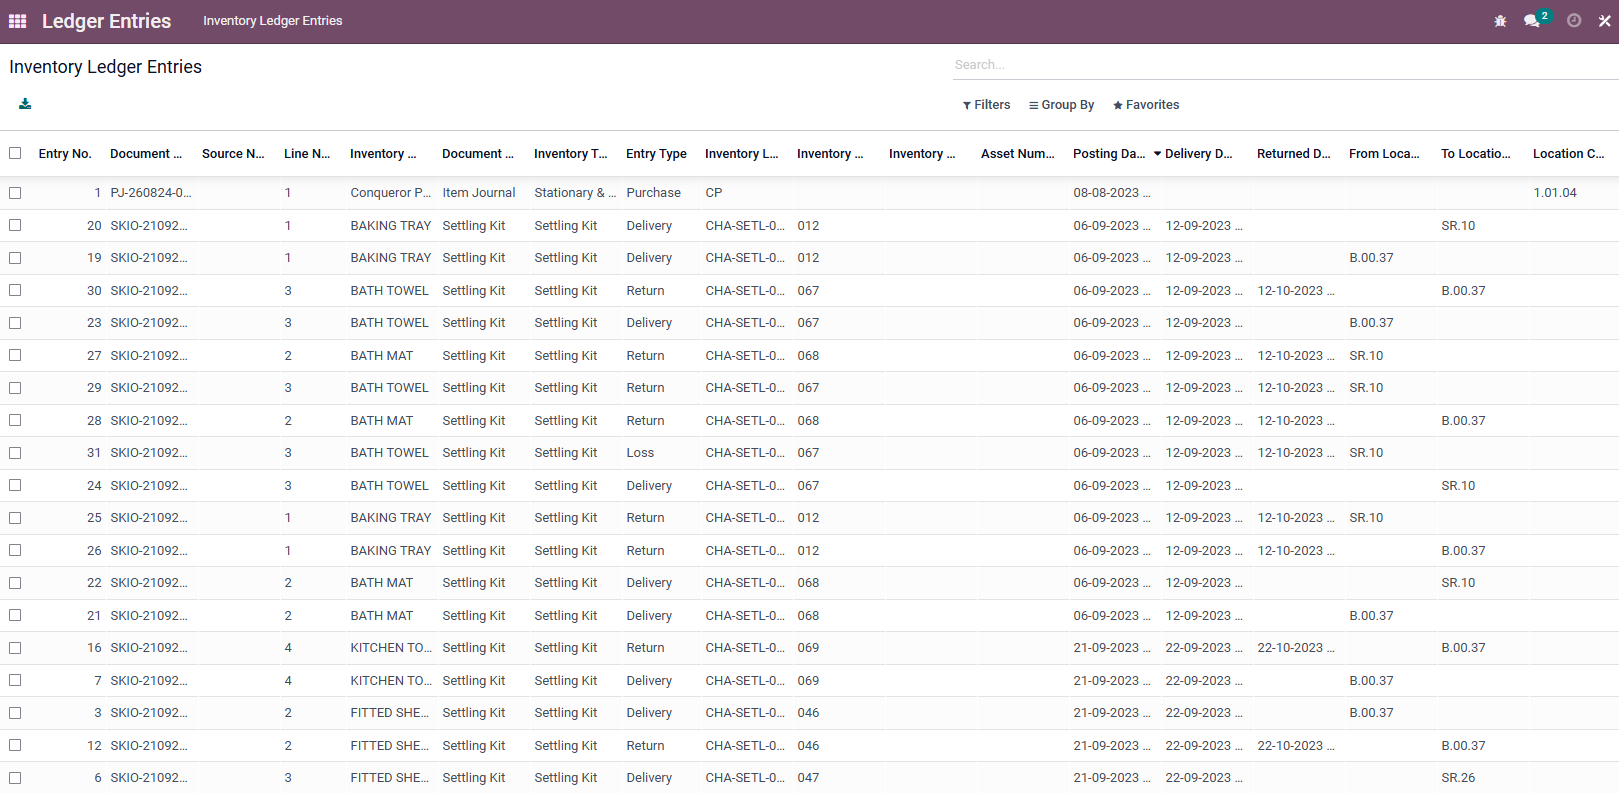 Ledger Entries Inventory Ledger Entries 2
Inventory Ledger Entries Search...
Filters Group By Favorites
Entry No. Document ... Source N... Line N... Inventory ... Document ... Inventory T... Entry Type Inventory L... Inventory ... Inventory ... Asset Num... Posting Da... Delivery D... Returned D... From Loca... To Locatio... Location C...
1 PJ-260824-0... 1 Conqueror P... Item Journal Stationary & ... Purchase CP 08-08-2023 ... 1.01.04
20 SKIO-21092... 1 BAKING TRAY Settling Kit Settling Kit Delivery CHA-SETL-0... 012 06-09-2023 ... 12-09-2023 ... SR.10
19 SKIO-21092... 1 BAKING TRAY Settling Kit Settling Kit Delivery CHA-SETL-0... 012 06-09-2023 ... 12-09-2023 ... B.00.37
30 SKIO-21092... 3 BATH TOWEL Settling Kit Settling Kit Return CHA-SETL-0... 067 06-09-2023 ... 12-09-2023 ... 12-10-2023 ... B.00.37
23 SKIO-21092... 3 BATH TOWEL Settling Kit Settling Kit Delivery CHA-SETL-0... 067 06-09-2023 ... 12-09-2023 ... B.00.37
27 SKIO-21092... 2 BATH MAT Settling Kit Settling Kit Return CHA-SETL-0... 068 06-09-2023 ... 12-09-2023 ... 12-10-2023 ... SR.10
29 SKIO-21092... 3 BATH TOWEL Settling Kit Settling Kit Return CHA-SETL-0... 067 06-09-2023 ... 12-09-2023 ... 12-10-2023 ... SR.10
28 SKIO-21092... 2 BATH MAT Settling Kit Settling Kit Return CHA-SETL-0... 068 06-09-2023 ... 12-09-2023 ... 12-10-2023 ... B.00.37
31 SKIO-21092... 3 BATH TOWEL Settling Kit Settling Kit Loss CHA-SETL-0... 067 06-09-2023 ... 12-09-2023 ... 12-10-2023 ... SR.10
24 SKIO-21092... 3 BATH TOWEL Settling Kit Settling Kit Delivery CHA-SETL-0... 067 06-09-2023 ... 12-09-2023 ... SR.10
25 SKIO-21092... 1 BAKING TRAY Settling Kit Settling Kit Return CHA-SETL-0... 012 06-09-2023 ... 12-09-2023 ... 12-10-2023 ... SR.10
26 SKIO-21092... 1 BAKING TRAY Settling Kit Settling Kit Return CHA-SETL-0... 012 06-09-2023 ... 12-09-2023 ... 12-10-2023 ... B.00.37
22 SKIO-21092... 2 BATH MAT Settling Kit Settling Kit Delivery CHA-SETL-0... 068 06-09-2023 ... 12-09-2023 ... SR.10
21 SKIO-21092... 2 BATH MAT Settling Kit Settling Kit Delivery CHA-SETL-0... 068 06-09-2023 ... 12-09-2023 ... B.00.37
16 SKIO-21092... 4 KITCHEN TO... Settling Kit Settling Kit Return CHA-SETL-0... 069 21-09-2023 ... 22-09-2023 ... 22-10-2023 ... B.00.37
7 SKIO-21092... 4 KITCHEN TO... Settling Kit Settling Kit Delivery CHA-SETL-0... 069 21-09-2023 ... 22-09-2023 ... B.00.37
3 SKIO-21092... 2 FITTED SHE... Settling Kit Settling Kit Delivery CHA-SETL-0... 046 21-09-2023 ... 22-09-2023 ... B.00.37
12 SKIO-21092... 2 FITTED SHE... Settling Kit Settling Kit Return CHA-SETL-0... 046 21-09-2023 ... 22-09-2023 ... 22-10-2023 ... B.00.37
6 SKIO-21092... 3 FITTED SHE... Settling Kit Settling Kit Delivery CHA-SETL-0... 047 21-09-2023 ... 22-09-2023 ... SR.26